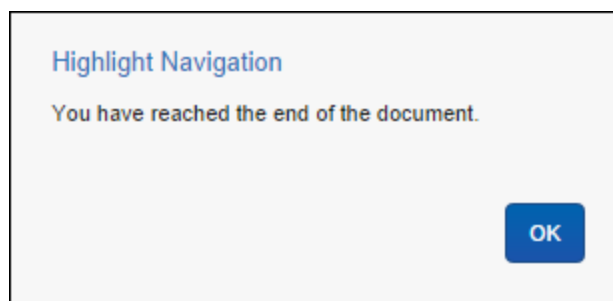 Highlight Navigation
You have reached the end of the document.
OK